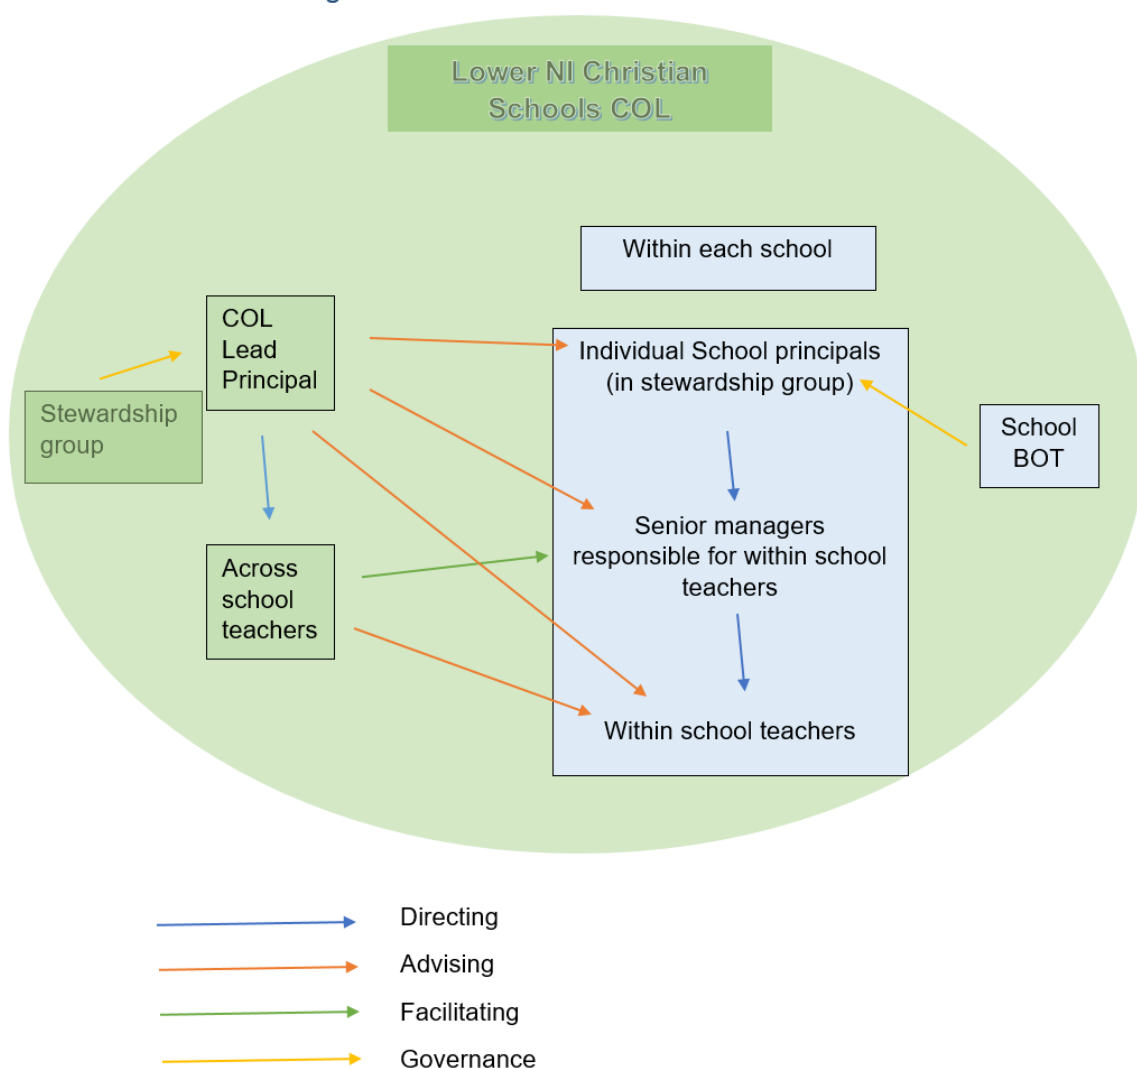 Lower NI Christian
Schools COL
Within each school
COL
Lead
Principal
Individual School principals
(in stewardship group)
Stewardship
group
School
BOT
Senior managers
responsible for within school
teachers
Across
school
teachers
Within school teachers
Directing
Advising
Facilitating
Governance